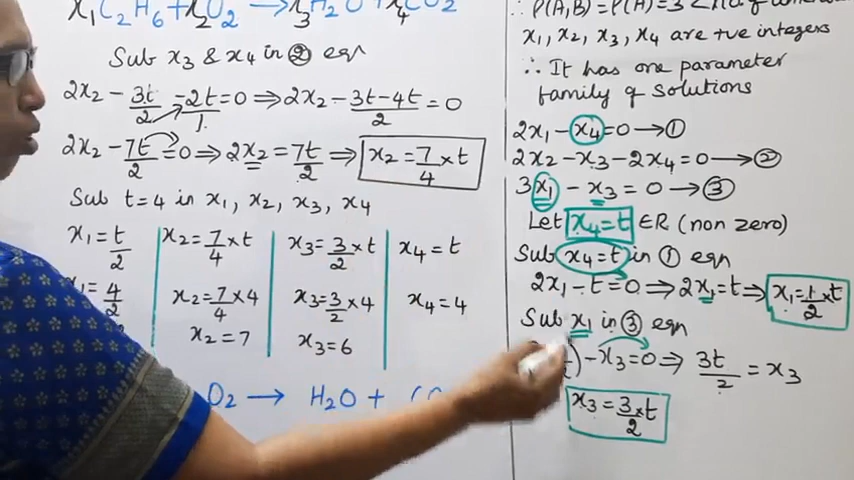 x₁C₂H₆+x₂O₂ → x₃H₂O + x₄CO₂
Sub x₃ & x₄ in ② eqn
2x₂ - 3t/2 - 2t/1 = 0 ⇒ 2x₂ - 3t - 4t/2 = 0
2x₂ - 7t/2 = 0 ⇒ 2x₂ = 7t/2 ⇒ x₂ = 7/4 × t
Sub t=4 in x₁, x₂, x₃, x₄
x₁ = t/2 x₂ = 7/4 × t x₃ = 3/2 × t x₄ = t
= 4/2 x₂ = 7/4 × 4 x₃ = 3/2 × 4 x₄ = 4
x₂ = 7 x₃ = 6
O₂ → H₂O +
∴ ρ(A,B) = ρ(A) = 3 <
x₁, x₂, x₃, x₄ are +ve integers
∴ It has one parameter
family of solutions
2x₁ - x₄ = 0 → ①
2x₂ - x₃ - 2x₄ = 0 → ②
3x₁ - x₃ = 0 → ③
Let x₄ = t ∈ R (non zero)
Sub x₄ = t in ① eqn
2x₁ - t = 0 ⇒ 2x₁ = t ⇒ x₁ = 1/2 × t
Sub x₁ in ③ eqn
) - x₃ = 0 ⇒ 3t/2 = x₃
x₃ = 3/2 × t